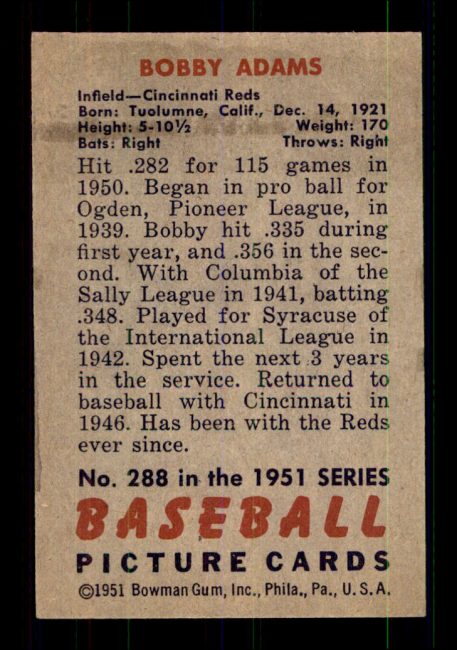 BOBBY ADAMS
Infield—Cincinnati Reds
Born: Tuolumne, Calif., Dec. 14, 1921
Height: 5-10½ Weight: 170
Bats: Right Throws: Right
Hit .282 for 115 games in
1950. Began in pro ball for
Ogden, Pioneer League, in
1939. Bobby hit .335 during
first year, and .356 in the sec-
ond. With Columbia of the
Sally League in 1941, batting
.348. Played for Syracuse of
the International League in
1942. Spent the next 3 years
in the service. Returned to
baseball with Cincinnati in
1946. Has been with the Reds
ever since.
No. 288 in the 1951 SERIES
BASEBALL
PICTURE CARDS
©1951 Bowman Gum, Inc., Phila., Pa., U.S.A.